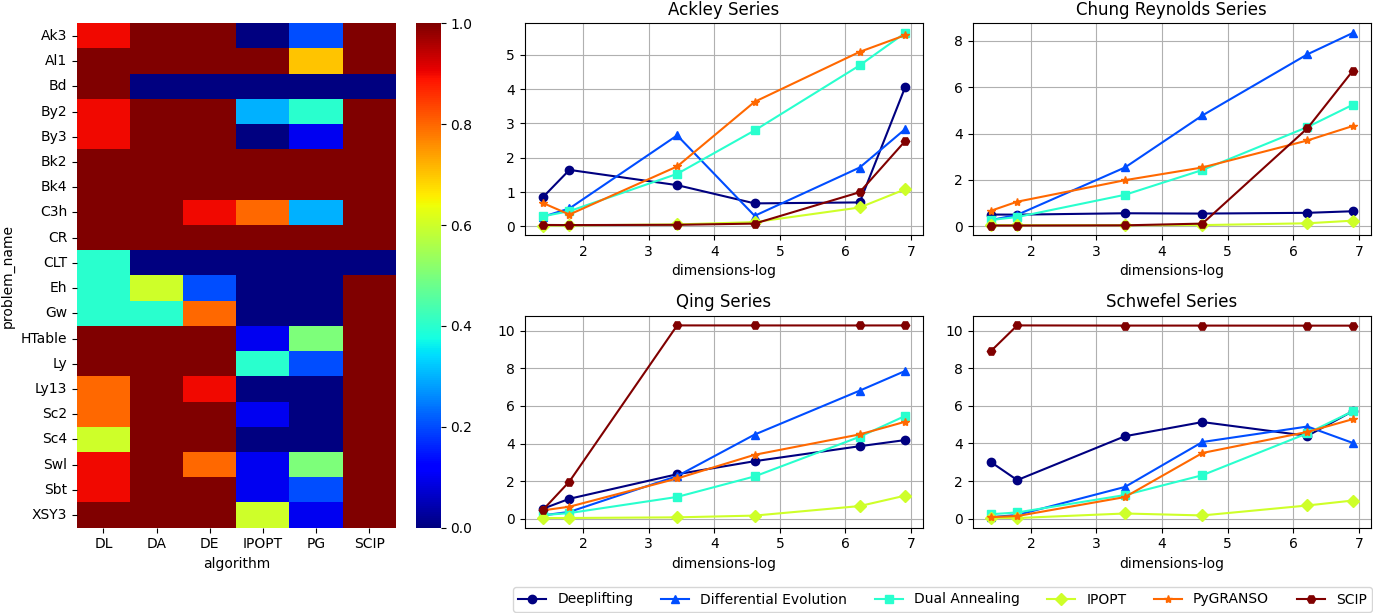 problem_name
Ak3
Al1
Bd
By2
By3
Bk2
Bk4
C3h
CR
CLT
Eh
Gw
HTable
Ly
Ly13
Sc2
Sc4
Swl
Sbt
XSY3
DL DA DE IPOPT PG SCIP
algorithm
1.0
0.8
0.6
0.4
0.2
0.0
Ackley Series
5
4
3
2
1
0
2 3 4 5 6 7
dimensions-log
Chung Reynolds Series
8
6
4
2
0
2 3 4 5 6 7
dimensions-log
Qing Series
10
8
6
4
2
0
2 3 4 5 6 7
dimensions-log
Schwefel Series
10
8
6
4
2
0
2 3 4 5 6 7
dimensions-log
Deeplifting Differential Evolution Dual Annealing IPOPT PyGRANSO SCIP